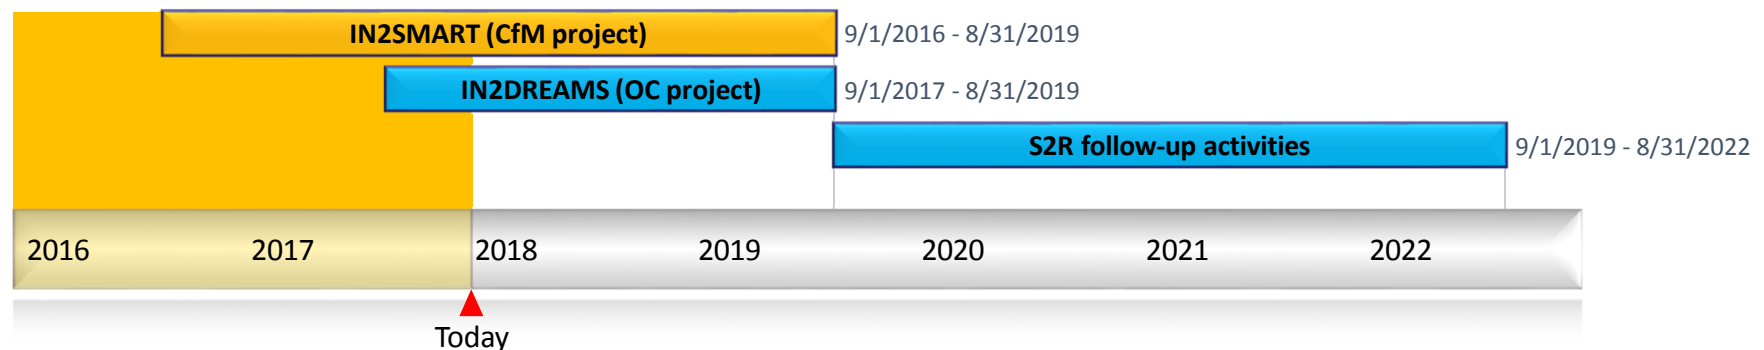 IN2SMART (CfM project) 9/1/2016 - 8/31/2019
IN2DREAMS (OC project) 9/1/2017 - 8/31/2019
S2R follow-up activities 9/1/2019 - 8/31/2022
2016 2017 2018 2019 2020 2021 2022
Today